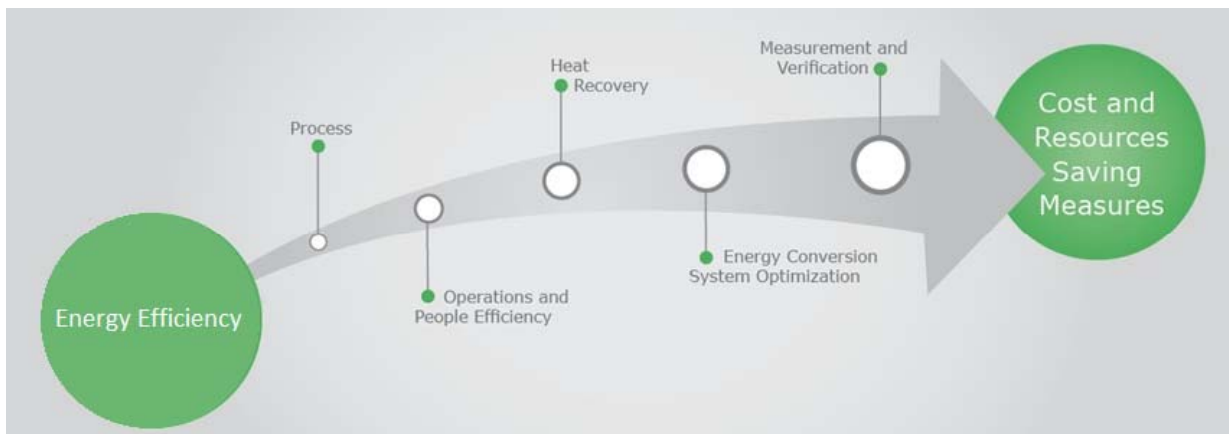 Energy Efficiency
Process
Operations and
People Efficiency
Heat
Recovery
Energy Conversion
System Optimization
Measurement and
Verification
Cost and
Resources
Saving
Measures